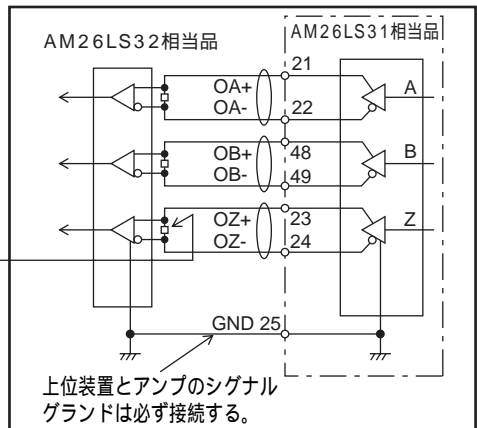 AM26LS32相当品
AM26LS31相当品
21
OA+
A
OA-
22
OB+
48
B
OB-
49
OZ+
23
Z
OZ-
24
GND 25
上位装置とアンプのシグナル
グランドは必ず接続する。